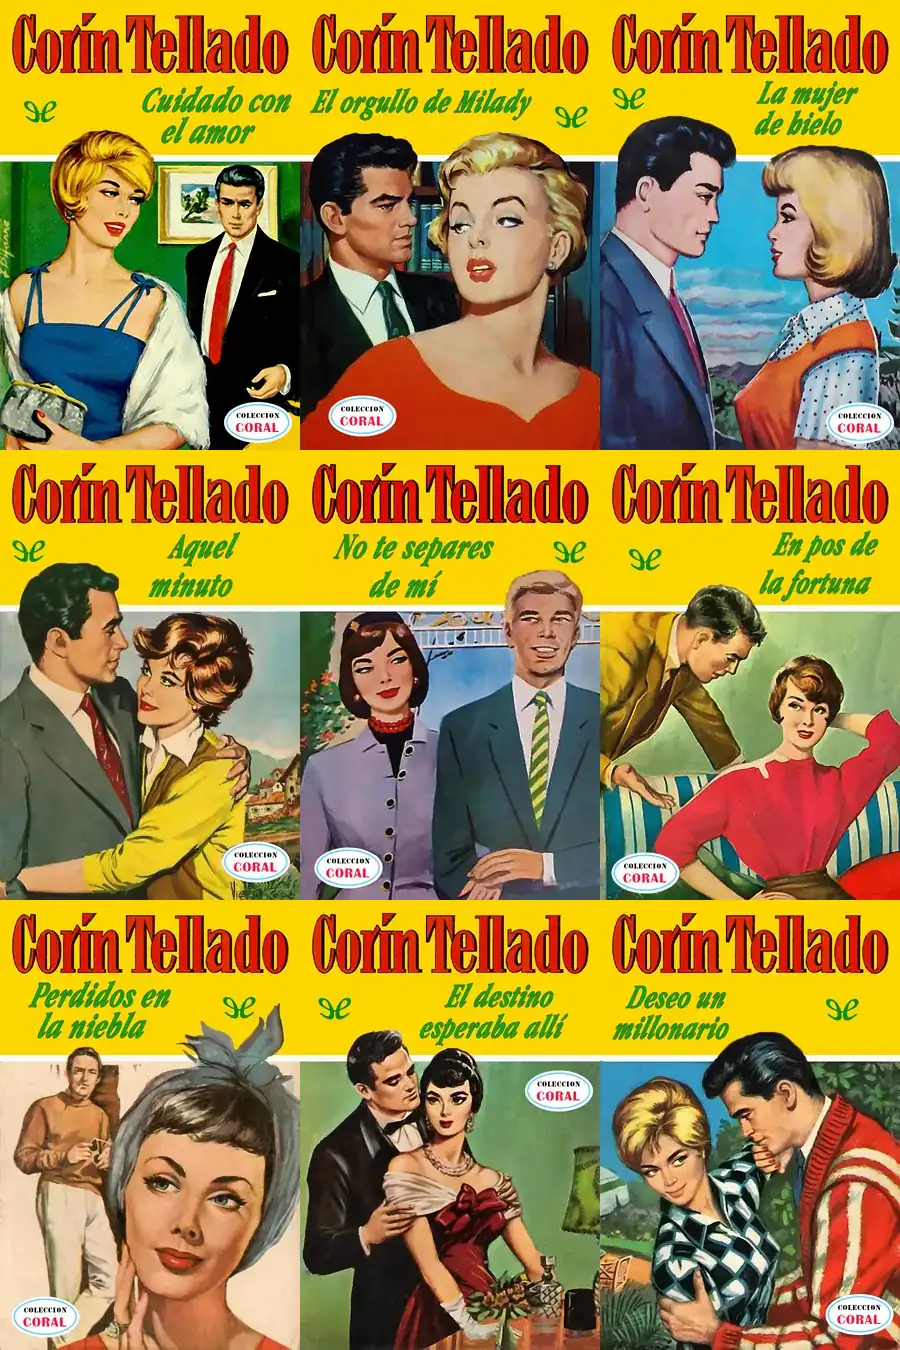 Corín Tellado
Cuidado con
el amor
COLECCION
CORAL
Corín Tellado
El orgullo de Milady
COLECCION
CORAL
Corín Tellado
La mujer
de hielo
COLECCION
CORAL
Corín Tellado
Aquel
minuto
COLECCION
CORAL
Corín Tellado
No te separes
de mí
COLECCION
CORAL
Corín Tellado
En pos de
la fortuna
COLECCION
CORAL
Corín Tellado
Perdidos en
la niebla
COLECCION
CORAL
Corín Tellado
El destino
esperaba allí
COLECCION
CORAL
Corín Tellado
Deseo un
millonario
COLECCION
CORAL